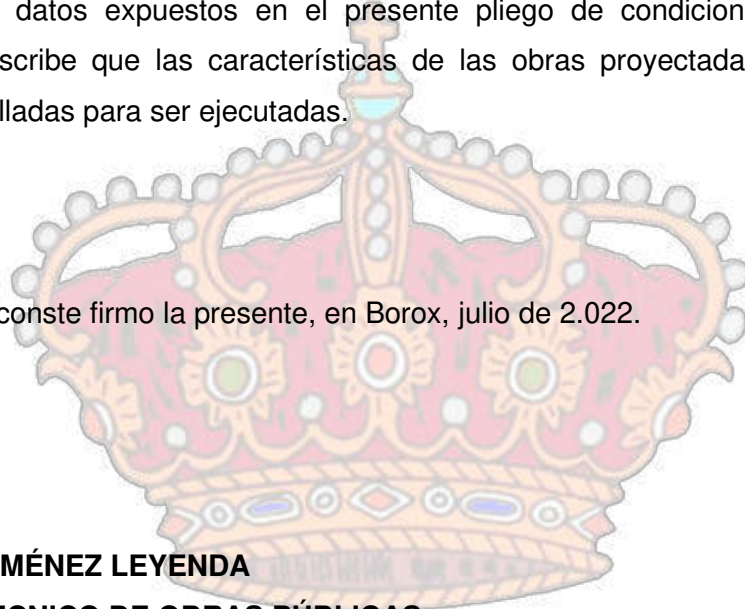 datos expuestos en el presente pliego de condicion
scribe que las características de las obras proyectada
lladas para ser ejecutadas.
conste firmo la presente, en Borox, julio de 2.022.
MÉNEZ LEYENDA